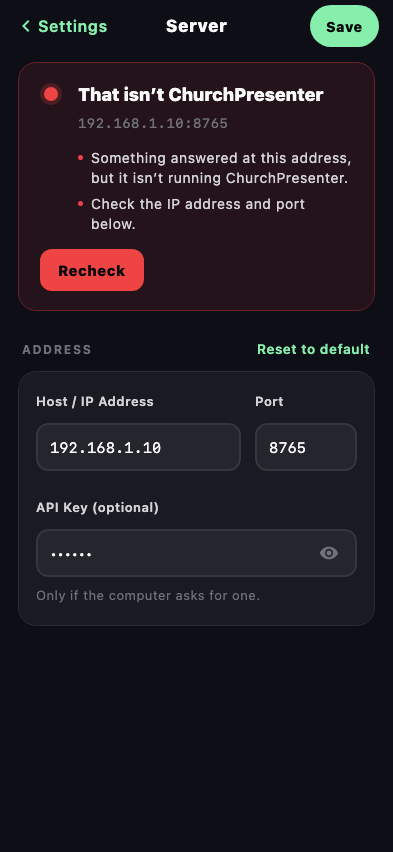 Settings
Server
Save
That isn’t ChurchPresenter
192.168.1.10:8765
Something answered at this address,
but it isn’t running ChurchPresenter.
Check the IP address and port
below.
Recheck
ADDRESS
Reset to default
Host / IP Address
Port
192.168.1.10
8765
API Key (optional)
••••••
Only if the computer asks for one.